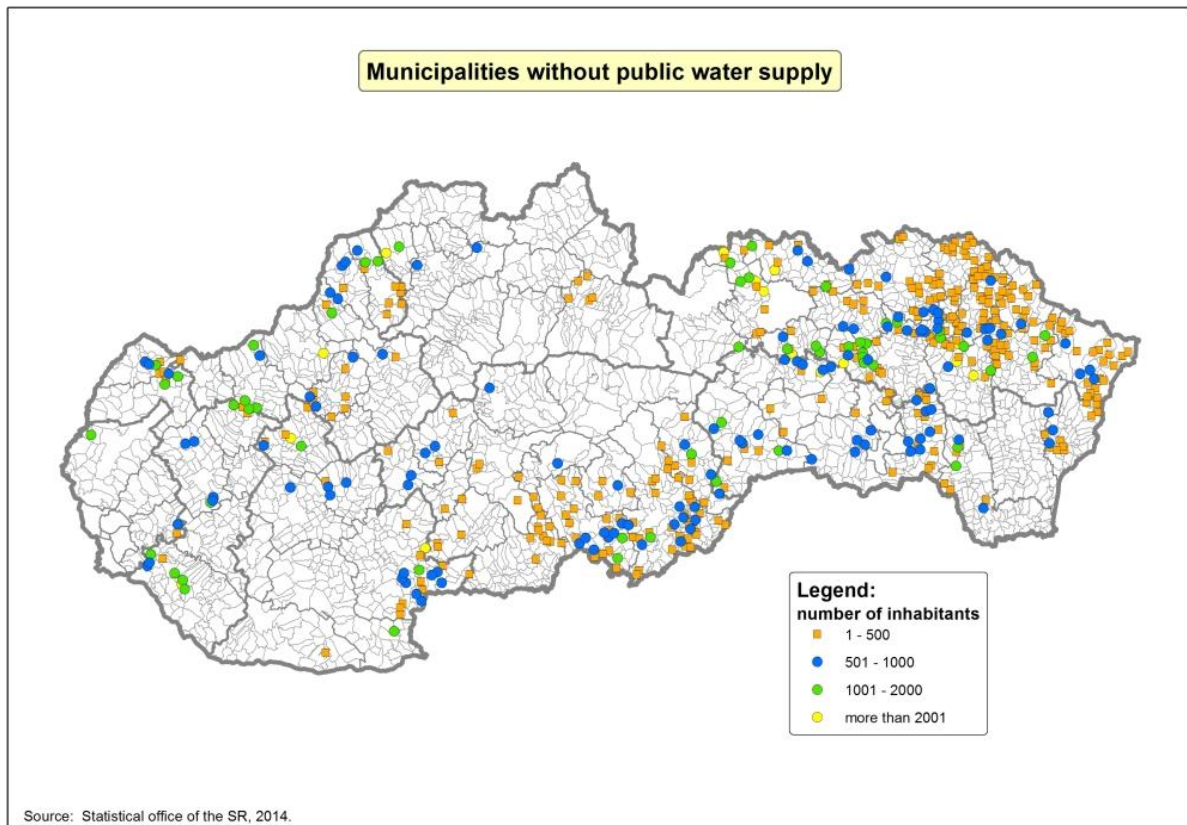 Municipalities without public water supply
Legend:
number of inhabitants
1 - 500
501 - 1000
1001 - 2000
more than 2001
Source:  Statistical office of the SR, 2014.